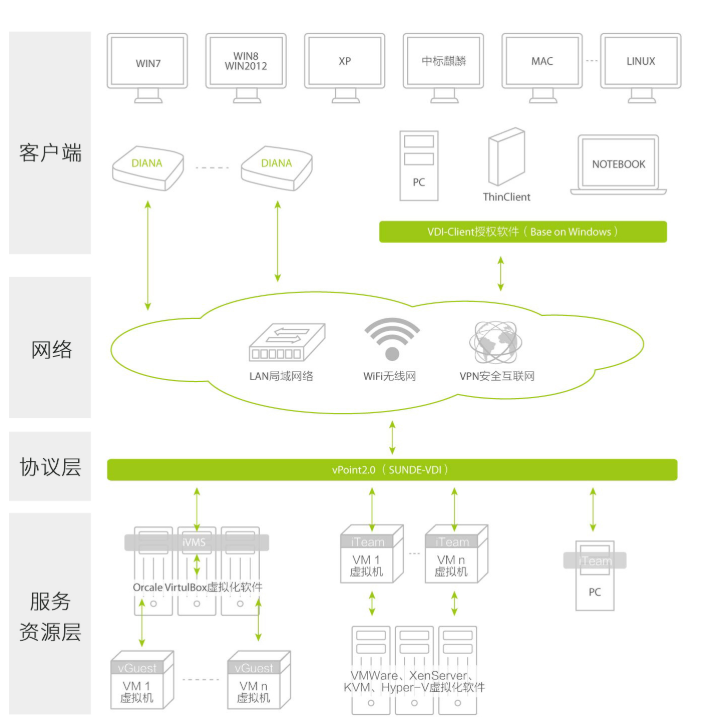 WIN7
WIN8
WIN2012
XP
中标麒麟
MAC
LINUX
客户端
DIANA
DIANA
PC
ThinClient
NOTEBOOK
VDI-Client授权软件（Base on Windows）
网络
LAN局域网络
WiFi无线网
VPN安全互联网
协议层
vPoint2.0（SUNDE-VDI）
服务
资源层
iVMS
Orcale VirtulBox虚拟化软件
vGuest
VM 1
虚拟机
vGuest
VM n
虚拟机
iTeam
VM 1
虚拟机
iTeam
VM n
虚拟机
VMWare、XenServer、
KVM、Hyper-V虚拟化软件
iTeam
PC